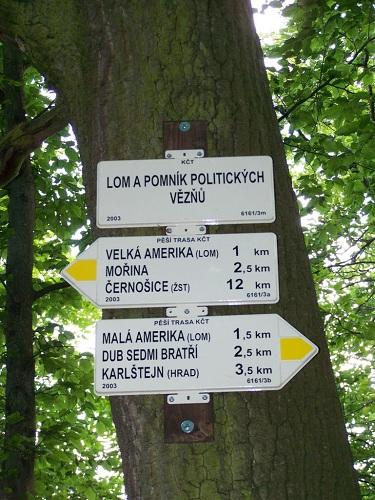 KČT
LOM A POMNÍK POLITICKÝCH
VĚZŇŮ
2003 6161/3m
PĚŠÍ TRASA KČT
VELKÁ AMERIKA (LOM) 1 km
MOŘINA 2,5 km
ČERNOŠICE (ŽST) 12 km
2003 6161/3a
PĚŠÍ TRASA KČT
MALÁ AMERIKA (LOM) 1,5 km
DUB SEDMI BRATŘÍ 2,5 km
KARLŠTEJN (HRAD) 3,5 km
2003 6161/3b